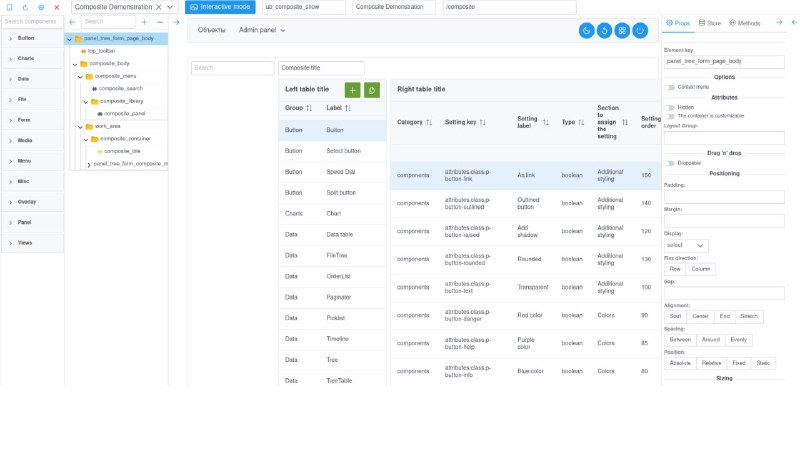 Composite Demonstration
Interactive mode
ub_composite_show
Composite Demonstration
/composite
Search components
Search
Button
Charts
Data
File
Form
Media
Menu
Misc
Overlay
Panel
Views
panel_tree_form_page_body
top_toolbar
composite_body
composite_menu
composite_search
composite_library
composite_panel
work_area
composite_container
composite_title
panel_tree_form_composite_m
Объекты
Admin panel
Search
Composite title
Left table title
Group Label
Button Button
Button Select button
Button Speed Dial
Button Split button
Charts Chart
Data Data table
Data FileTree
Data OrderList
Data Paginator
Data Picklist
Data Timeline
Data Tree
Data TreeTable
Right table title
Category Setting key Setting label Type Section to assign the setting Setting order
components attributes.class.p-button-link As link boolean Additional styling 150
components attributes.class.p-button-outlined Outlined button boolean Additional styling 140
components attributes.class.p-button-raised Add shadow boolean Additional styling 120
components attributes.class.p-button-rounded Rounded boolean Additional styling 130
components attributes.class.p-button-text Transparent boolean Additional styling 100
components attributes.class.p-button-danger Red color boolean Colors 90
components attributes.class.p-button-help Purple color boolean Colors 85
components attributes.class.p-button-info Blue color boolean Colors 80
Props Store Methods
Element key
panel_tree_form_page_body
Options
Context menu
Attributes
Hidden
The container is customizable
Layout Group:
Drag 'n' drop
Droppable
Positioning
Padding:
Margin:
Display:
select
Flex direction:
Row Column
Gap:
Alignment:
Start Center End Stretch
Spacing:
Between Around Evenly
Position:
Absolute Relative Fixed Static
Sizing